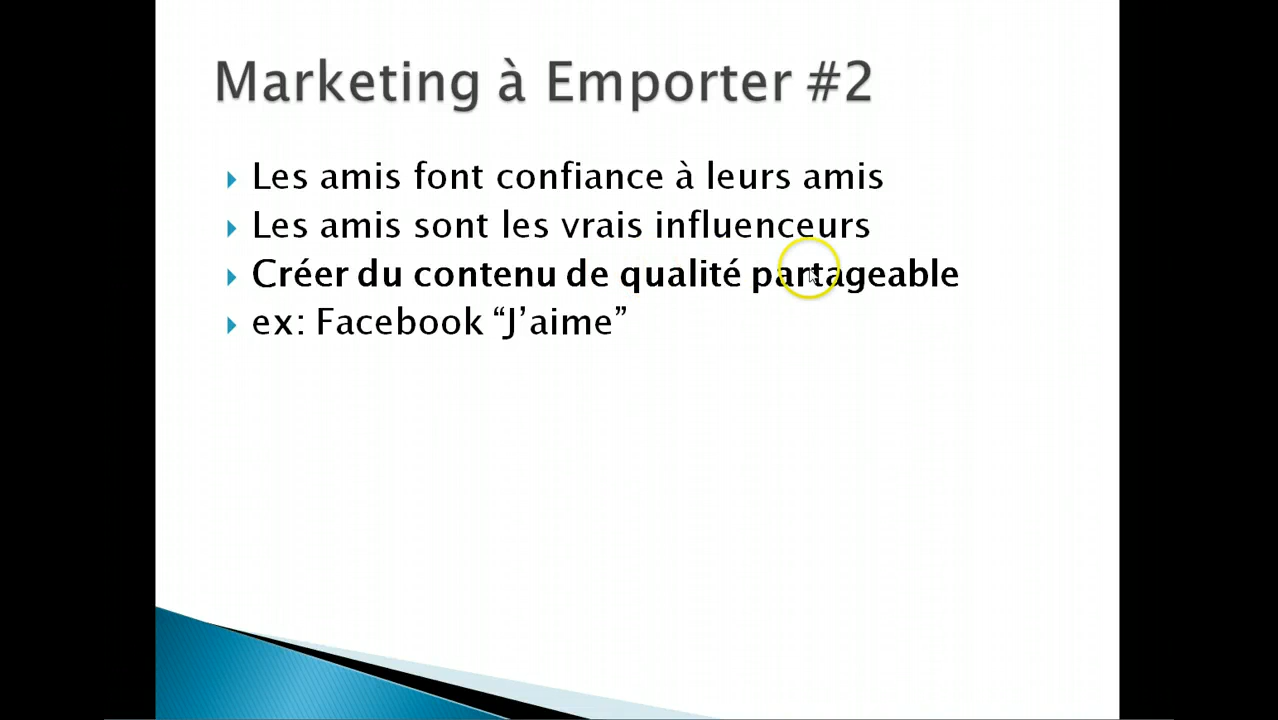 Marketing à Emporter #2
Les amis font confiance à leurs amis
Les amis sont les vrais influenceurs
Créer du contenu de qualité partageable
ex: Facebook “J’aime”